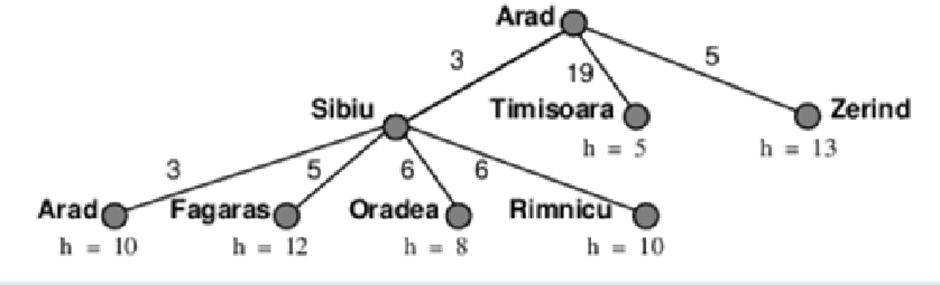 Arad
3
19
5
Sibiu
Timisoara
Zerind
h = 5
h = 13
3
5
6
6
Arad
Fagaras
Oradea
Rimnicu
h = 10
h = 12
h = 8
h = 10